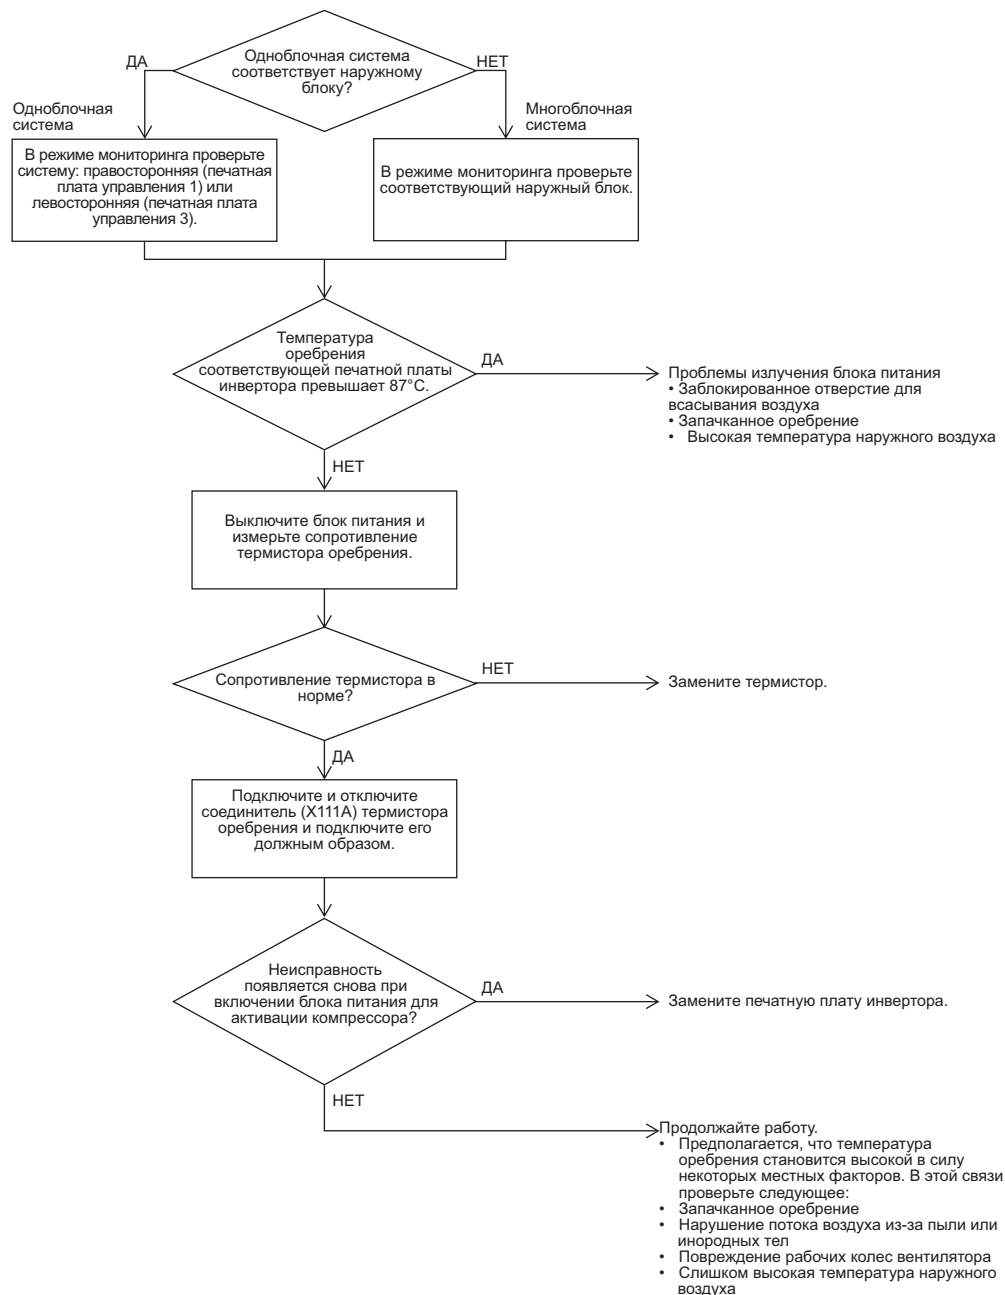 Одноблочная система
соответствует наружному
блоку?
ДА
НЕТ
Одноблочная
система
Многоблочная
система
В режиме мониторинга проверьте
систему: правосторонняя (печатная
плата управления 1) или
левосторонняя (печатная плата
управления 3).
В режиме мониторинга проверьте
соответствующий наружный блок.
Температура
оребрения
соответствующей печатной платы
инвертора превышает 87°C.
ДА
Проблемы излучения блока питания
• Заблокированное отверстие для
всасывания воздуха
• Запачканное оребрение
• Высокая температура наружного воздуха
НЕТ
Выключите блок питания и
измерьте сопротивление
термистора оребрения.
Сопротивление термистора в
норме?
НЕТ
Замените термистор.
ДА
Подключите и отключите
соединитель (X111A) термистора
оребрения и подключите его
должным образом.
Неисправность
появляется снова при
включении блока питания для
активации компрессора?
ДА
Замените печатную плату инвертора.
НЕТ
Продолжайте работу.
• Предполагается, что температура
оребрения становится высокой в силу
некоторых местных факторов. В этой связи
проверьте следующее:
• Запачканное оребрение
• Нарушение потока воздуха из-за пыли или
инородных тел
• Повреждение рабочих колес вентилятора
• Слишком высокая температура наружного
воздуха